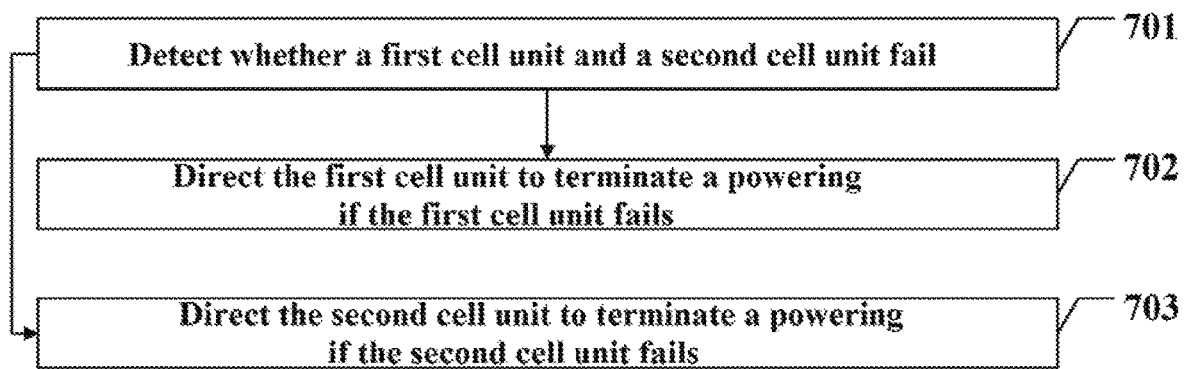 Detect whether a first cell unit and a second cell unit fail
701
Direct the first cell unit to terminate a powering
if the first cell unit fails
702
Direct the second cell unit to terminate a powering
if the second cell unit fails
703